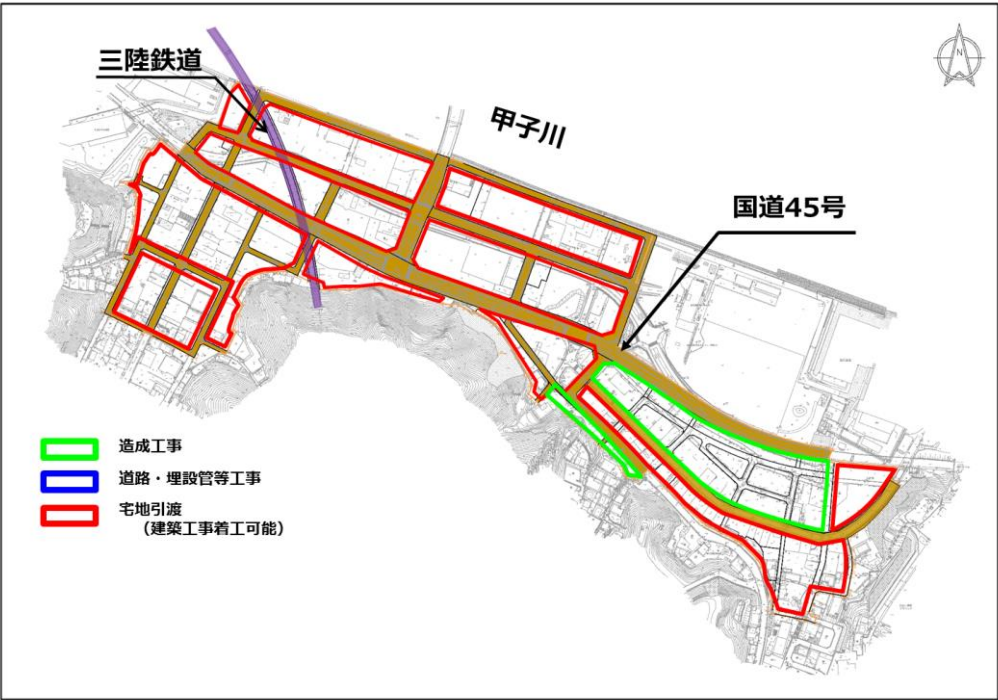 三陸鉄道
甲子川
N
国道45号
造成工事
道路・埋設管等工事
宅地引渡
（建築工事着工可能）